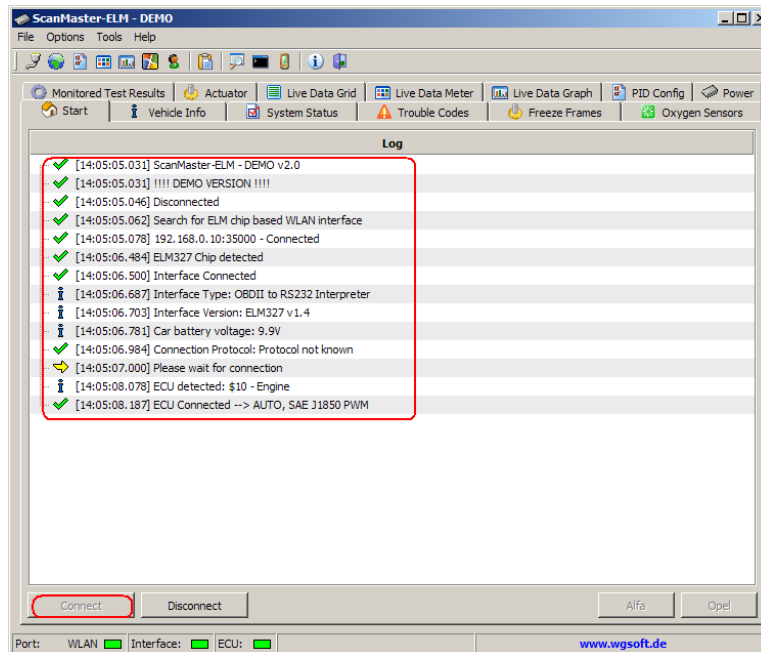 ScanMaster-ELM - DEMO
File Options Tools Help
Monitored Test Results Actuator Live Data Grid Live Data Meter Live Data Graph PID Config Power
Start Vehicle Info System Status Trouble Codes Freeze Frames Oxygen Sensors
Log
[14:05:05.031] ScanMaster-ELM - DEMO v2.0
[14:05:05.031] !!!! DEMO VERSION !!!!
[14:05:05.046] Disconnected
[14:05:05.062] Search for ELM chip based WLAN interface
[14:05:05.078] 192.168.0.10:35000 - Connected
[14:05:06.484] ELM327 Chip detected
[14:05:06.500] Interface Connected
[14:05:06.687] Interface Type: OBDII to RS232 Interpreter
[14:05:06.703] Interface Version: ELM327 v1.4
[14:05:06.781] Car battery voltage: 9.9V
[14:05:06.984] Connection Protocol: Protocol not known
[14:05:07.000] Please wait for connection
[14:05:08.078] ECU detected: $10 - Engine
[14:05:08.187] ECU Connected --> AUTO, SAE J1850 PWM
Connect Disconnect Alfa Opel
Port: WLAN Interface: ECU: www.wgsoft.de